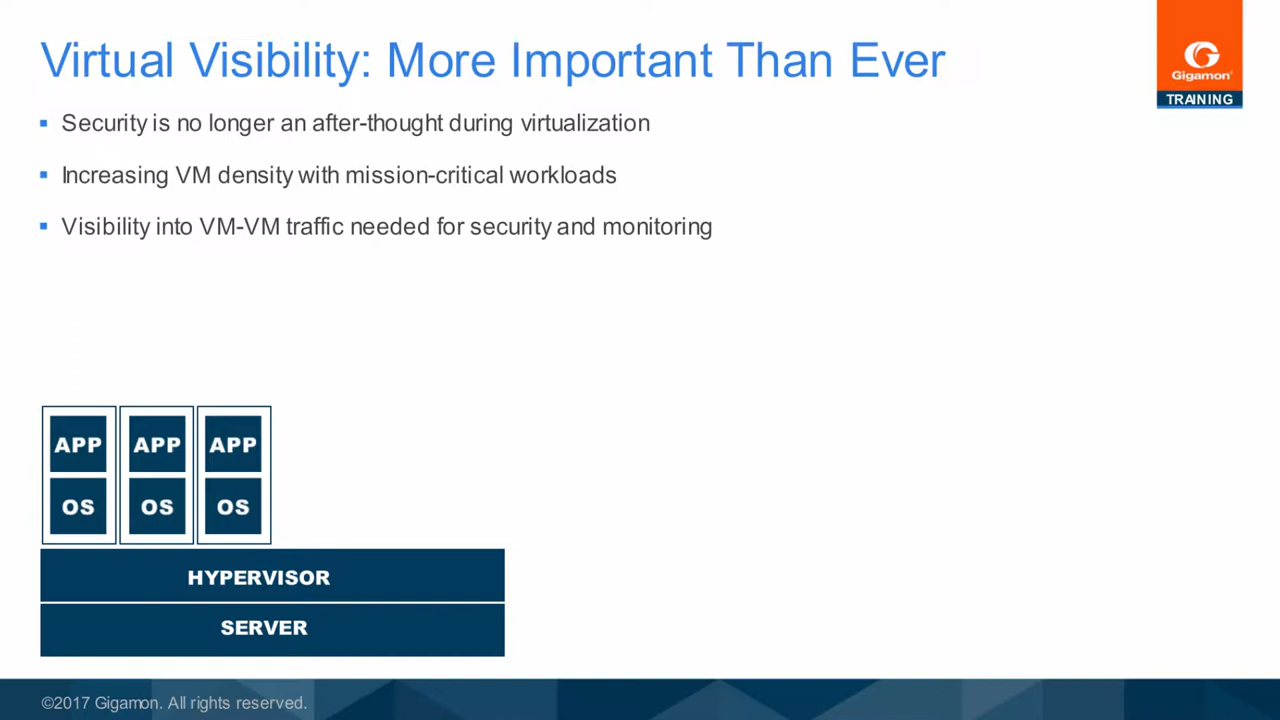 Virtual Visibility: More Important Than Ever
Gigamon®
TRAINING
▪ Security is no longer an after-thought during virtualization
▪ Increasing VM density with mission-critical workloads
▪ Visibility into VM-VM traffic needed for security and monitoring
APP APP APP
OS OS OS
HYPERVISOR
SERVER
©2017 Gigamon. All rights reserved.